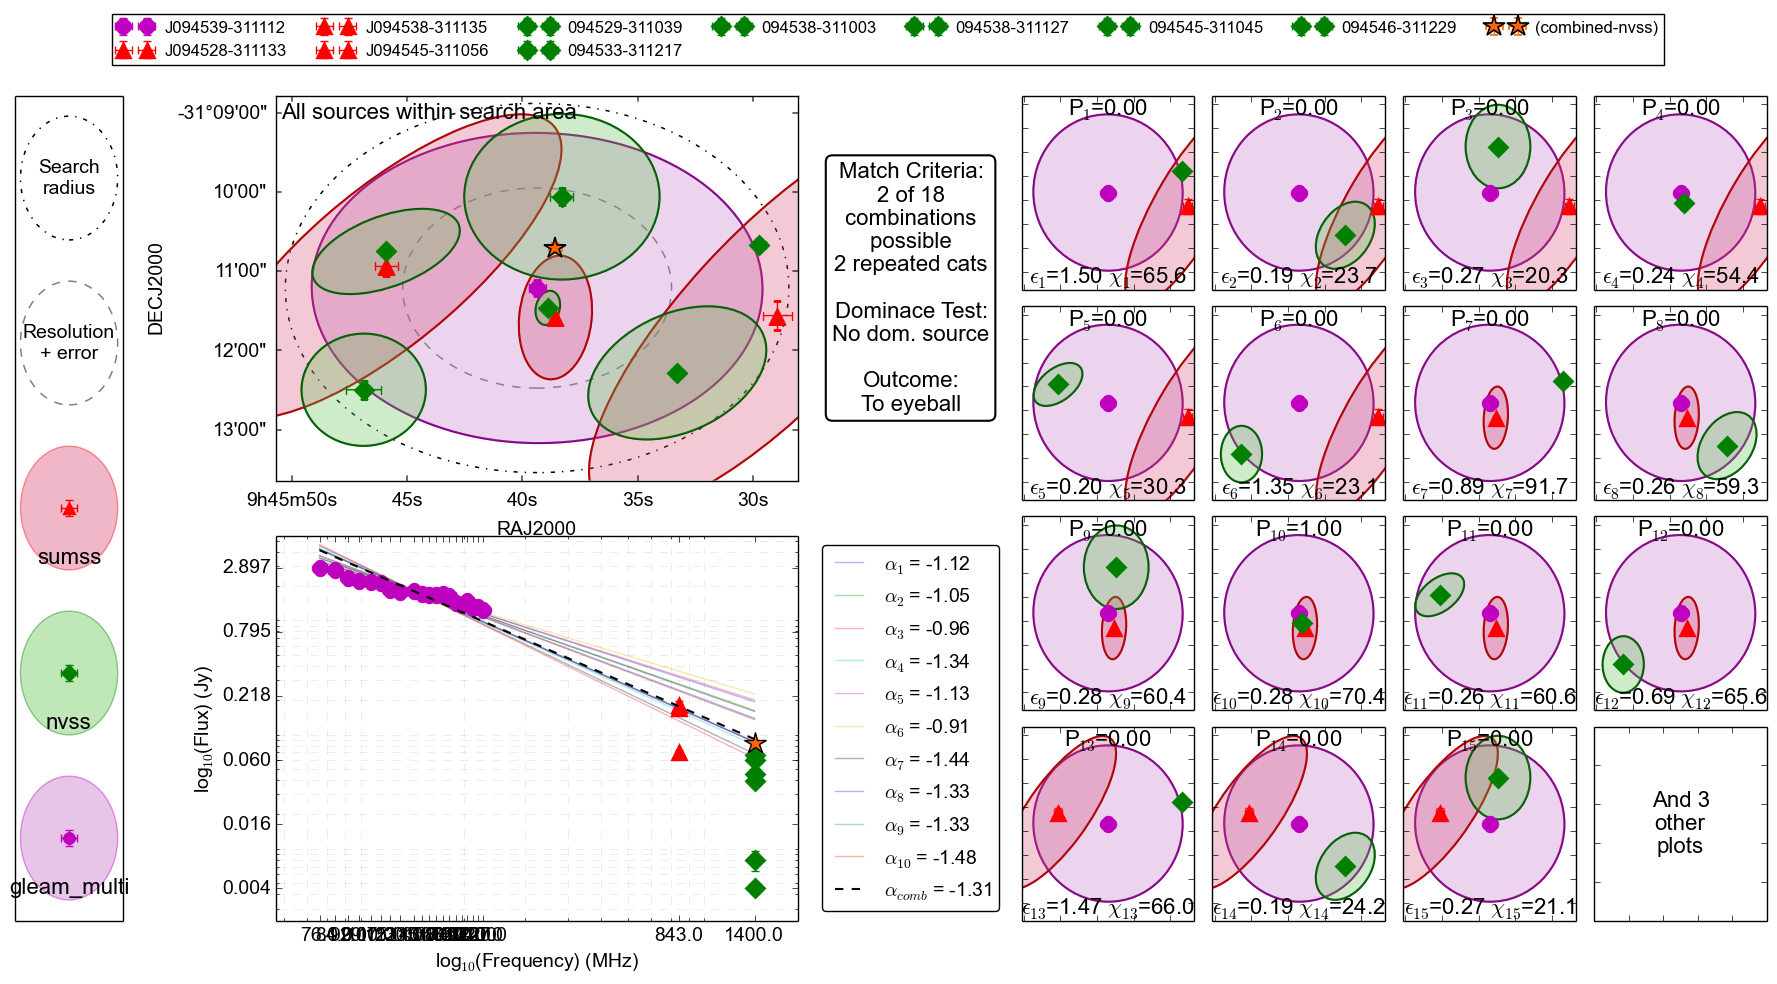 J094539-311112
J094528-311133
J094538-311135
J094545-311056
094529-311039
094533-311217
094538-311003
094538-311127
094545-311045
094546-311229
(combined-nvss)
Search
radius
Resolution
+ error
sumss
nvss
gleam_multi
All sources within search area
-31°09'00"
10'00"
11'00"
12'00"
13'00"
DECJ2000
9h45m50s
45s
40s
35s
30s
RAJ2000
Match Criteria:
2 of 18
combinations
possible
2 repeated cats
Dominace Test:
No dom. source
Outcome:
To eyeball
2.897
0.795
0.218
0.060
0.016
0.004
log10(Flux) (Jy)
843.0
1400.0
log10(Frequency) (MHz)
α1 = -1.12
α2 = -1.05
α3 = -0.96
α4 = -1.34
α5 = -1.13
α6 = -0.91
α7 = -1.44
α8 = -1.33
α9 = -1.33
α10 = -1.48
αcomb = -1.31
P1=0.00
ϵ1=1.50 χ1=65.6
P2=0.00
ϵ2=0.19 χ2=23.7
P3=0.00
ϵ3=0.27 χ3=20.3
P4=0.00
ϵ4=0.24 χ4=54.4
P5=0.00
ϵ5=0.20 χ5=30.3
P6=0.00
ϵ6=1.35 χ6=23.1
P7=0.00
ϵ7=0.89 χ7=91.7
P8=0.00
ϵ8=0.26 χ8=59.3
P9=0.00
ϵ9=0.28 χ9=60.4
P10=1.00
ϵ10=0.28 χ10=70.4
P11=0.00
ϵ11=0.26 χ11=60.6
P12=0.00
ϵ12=0.69 χ12=65.6
P13=0.00
ϵ13=1.47 χ13=66.0
P14=0.00
ϵ14=0.19 χ14=24.2
P15=0.00
ϵ15=0.27 χ15=21.1
And 3
other
plots